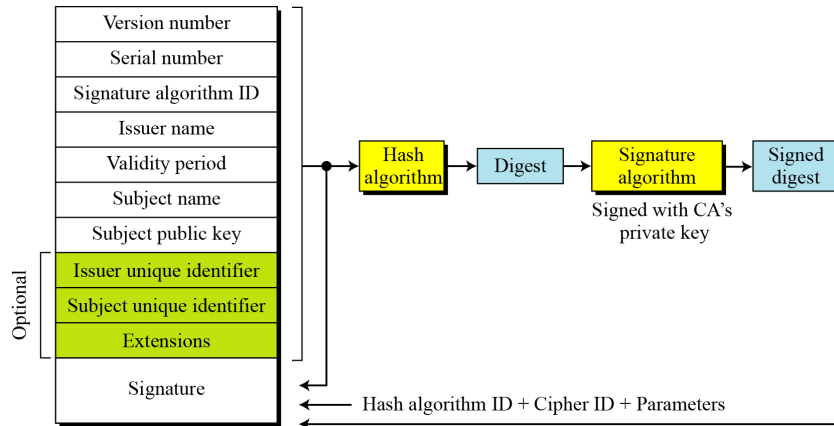 Version number
Serial number
Signature algorithm ID
Issuer name
Validity period
Subject name
Subject public key
Optional
Issuer unique identifier
Subject unique identifier
Extensions
Signature
Hash
algorithm
Digest
Signature
algorithm
Signed with CA's
private key
Signed
digest
Hash algorithm ID + Cipher ID + Parameters